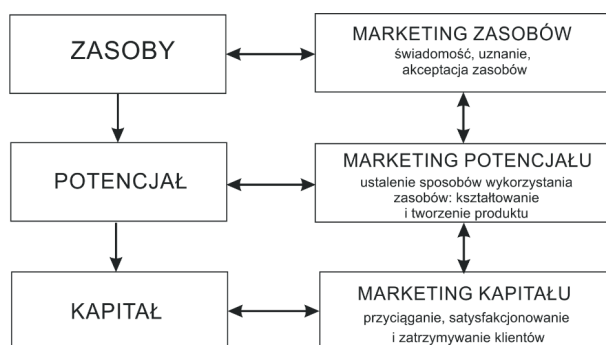 ZASOBY
MARKETING ZASOBÓW
świadomość, uznanie,
akceptacja zasobów
POTENCJAŁ
MARKETING POTENCJAŁU
ustalenie sposobów wykorzystania
zasobów: kształtowanie
i tworzenie produktu
KAPITAŁ
MARKETING KAPITAŁU
przyciąganie, satysfakcjonowanie
i zatrzymywanie klientów